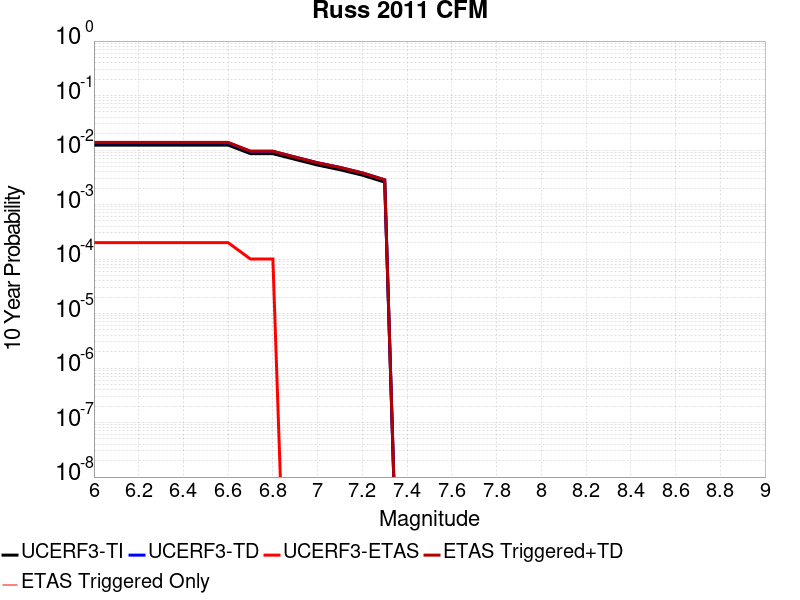 Russ 2011 CFM
10 Year Probability
10^0
10^-1
10^-2
10^-3
10^-4
10^-5
10^-6
10^-7
10^-8
6 6.2 6.4 6.6 6.8 7 7.2 7.4 7.6 7.8 8 8.2 8.4 8.6 8.8 9
Magnitude
UCERF3-TI UCERF3-TD UCERF3-ETAS ETAS Triggered+TD
ETAS Triggered Only